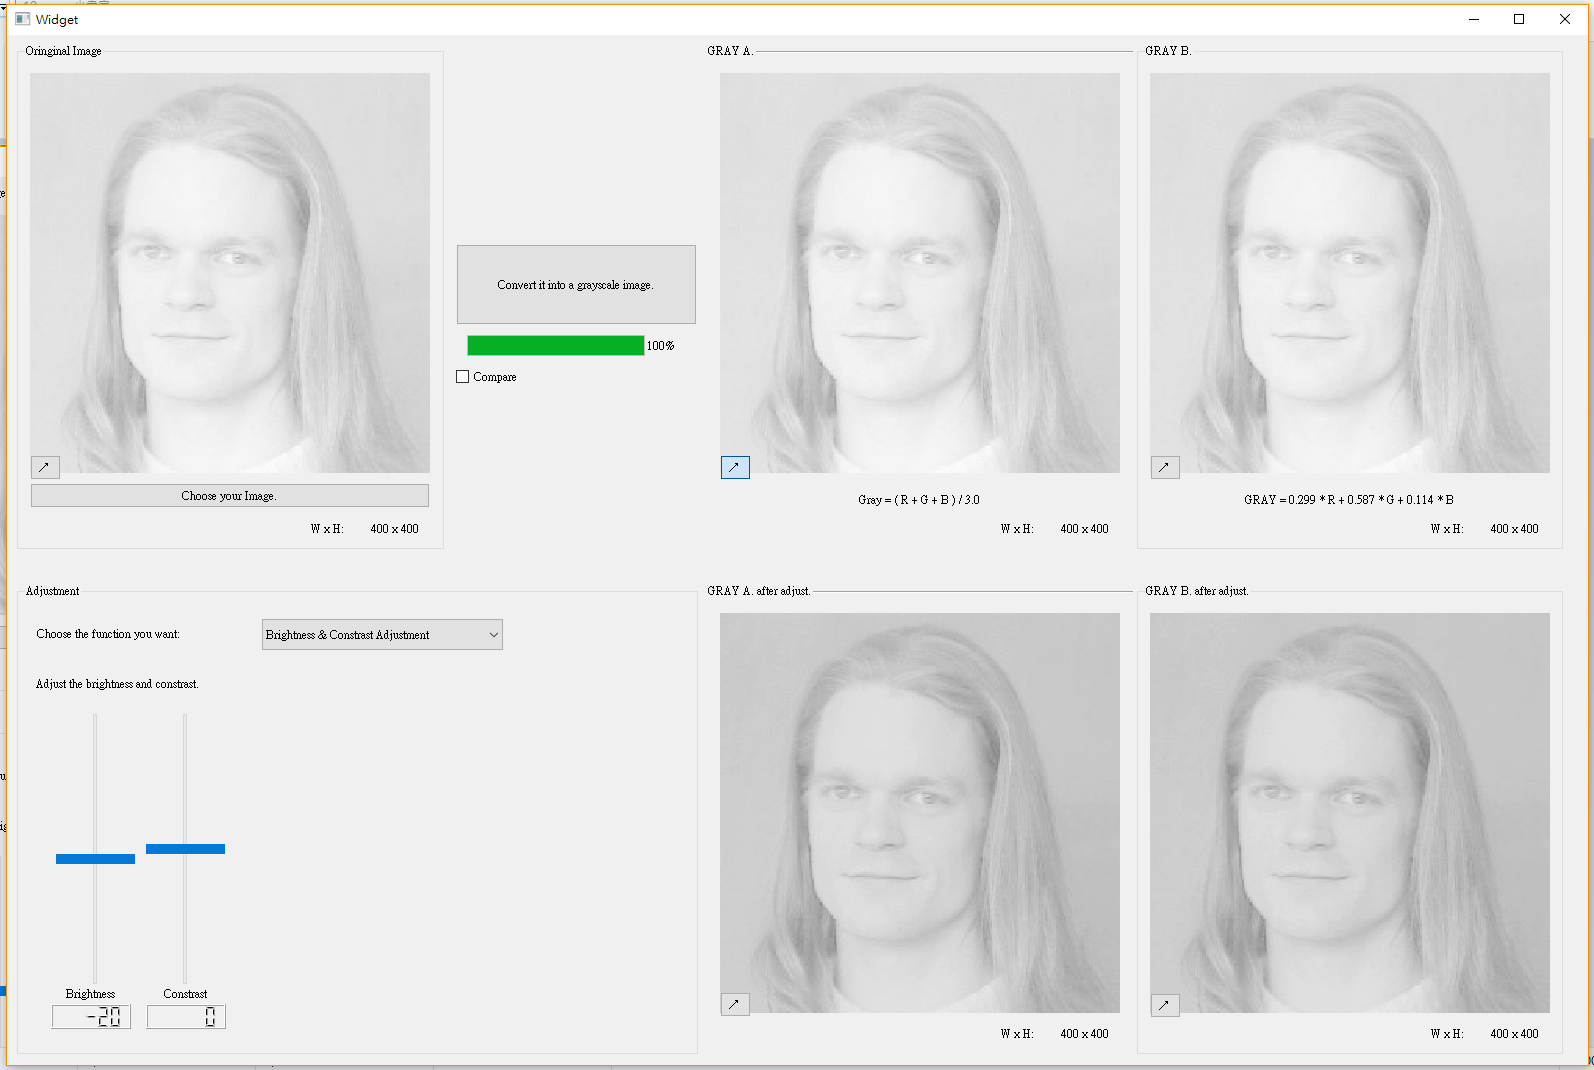 Widget
Oringinal Image
GRAY A.
GRAY B.
Convert it into a grayscale image.
100%
Compare
Choose your Image.
W x H: 400 x 400
Gray = ( R + G + B ) / 3.0
W x H: 400 x 400
GRAY = 0.299 * R + 0.587 * G + 0.114 * B
W x H: 400 x 400
Adjustment
Choose the function you want:
Brightness & Constrast Adjustment
Adjust the brightness and constrast.
Brightness
Constrast
-20
0
GRAY A. after adjust.
GRAY B. after adjust.
W x H: 400 x 400
W x H: 400 x 400